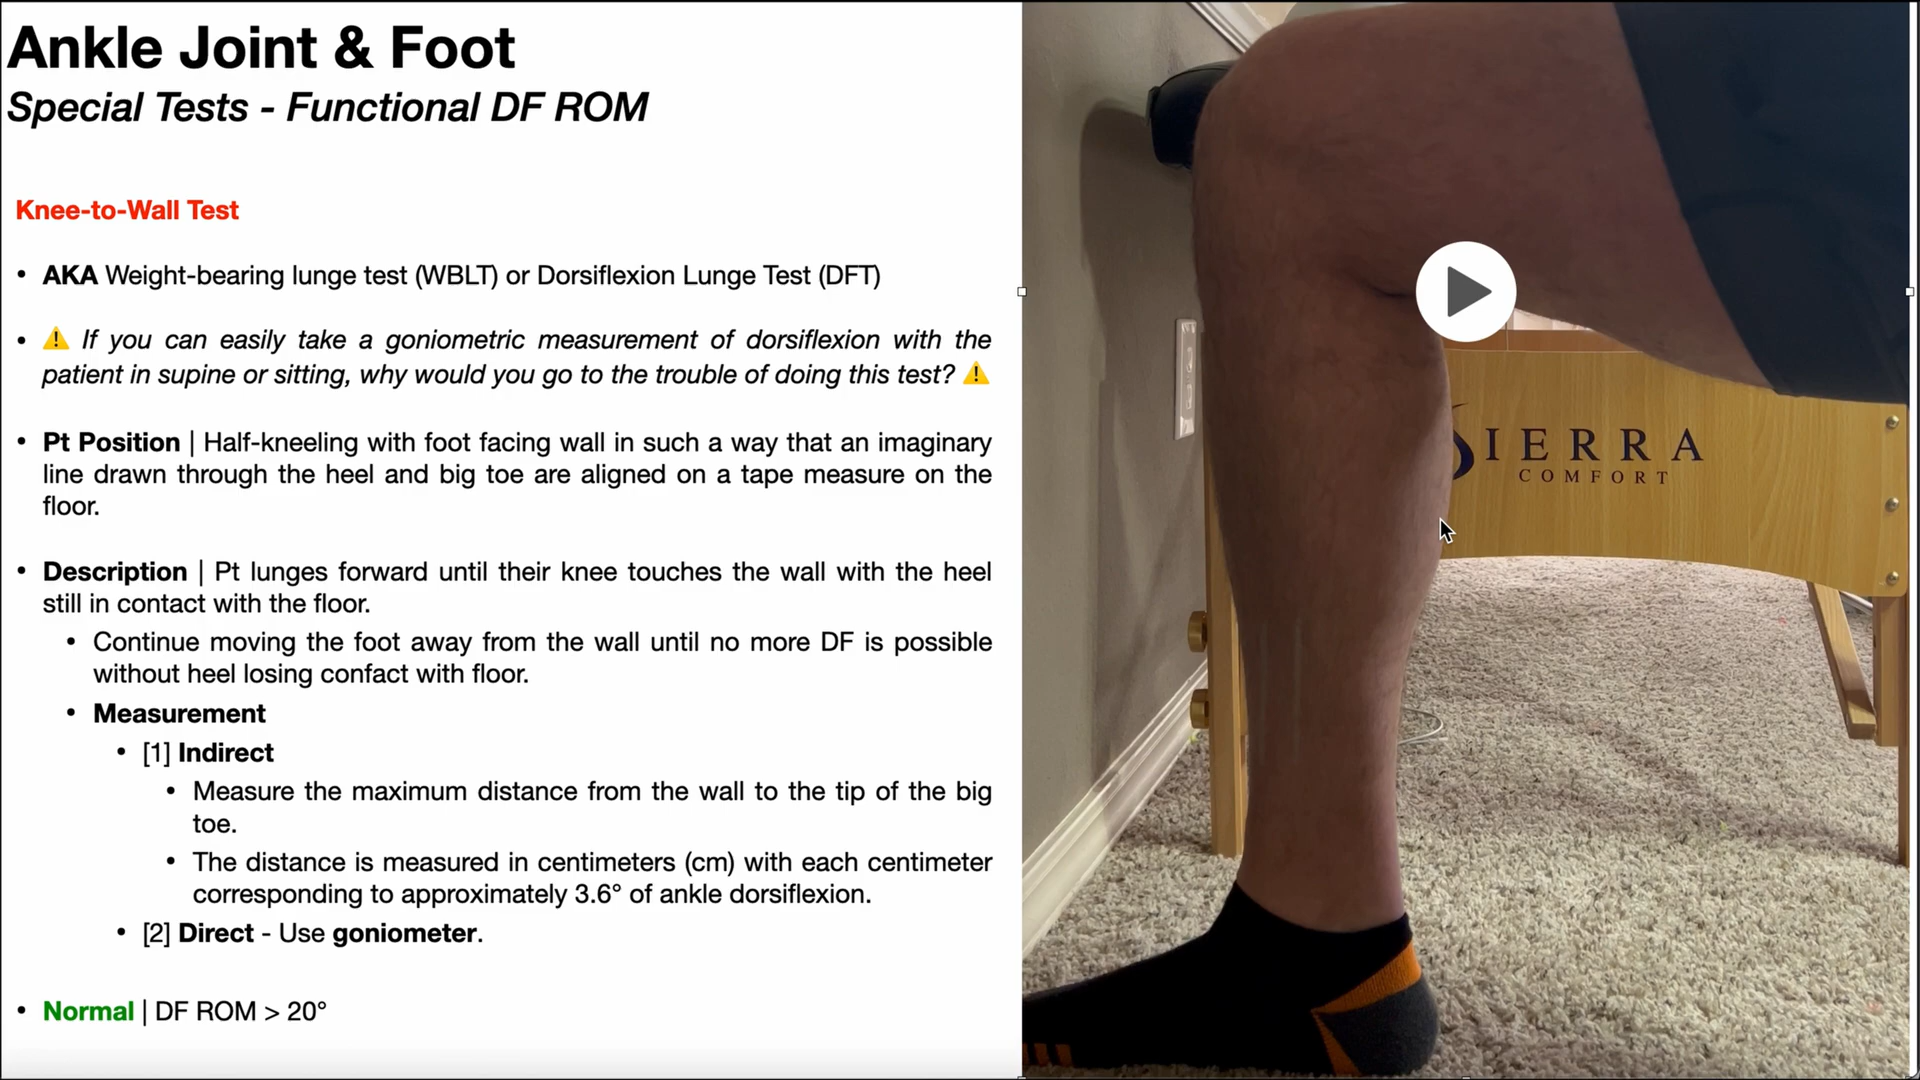 Ankle Joint & Foot
Special Tests - Functional DF ROM
Knee-to-Wall Test
• AKA Weight-bearing lunge test (WBLT) or Dorsiflexion Lunge Test (DFT)
• ⚠️ If you can easily take a goniometric measurement of dorsiflexion with the
patient in supine or sitting, why would you go to the trouble of doing this test? ⚠️
• Pt Position | Half-kneeling with foot facing wall in such a way that an imaginary
line drawn through the heel and big toe are aligned on a tape measure on the
floor.
• Description | Pt lunges forward until their knee touches the wall with the heel
still in contact with the floor.
• Continue moving the foot away from the wall until no more DF is possible
without heel losing confact with floor.
• Measurement
• [1] Indirect
• Measure the maximum distance from the wall to the tip of the big
toe.
• The distance is measured in centimeters (cm) with each centimeter
corresponding to approximately 3.6° of ankle dorsiflexion.
• [2] Direct - Use goniometer.
• Normal | DF ROM > 20°
SIERRA
COMFORT